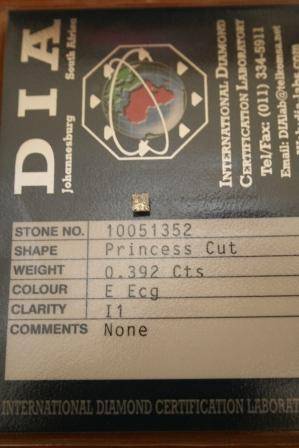 DIA
Johannesburg South Africa
INTERNATIONAL DIAMOND
CERTIFICATION LABORATORY
Tel/Fax: (011) 334-5911
STONE NO. 10051352
SHAPE Princess Cut
WEIGHT 0.392 Cts
COLOUR E Ecg
CLARITY I1
COMMENTS None
INTERNATIONAL DIAMOND CERTIFICATION LABORAT